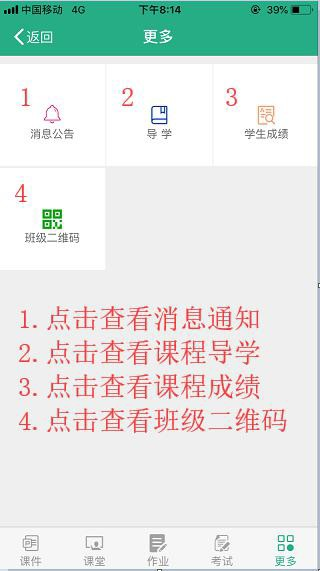 中国移动 4G 下午8:14 39%
返回 更多
1 2 3
消息公告 导 学 学生成绩
4
班级二维码
1.点击查看消息通知
2.点击查看课程导学
3.点击查看课程成绩
4.点击查看班级二维码
课件 课堂 作业 考试 更多